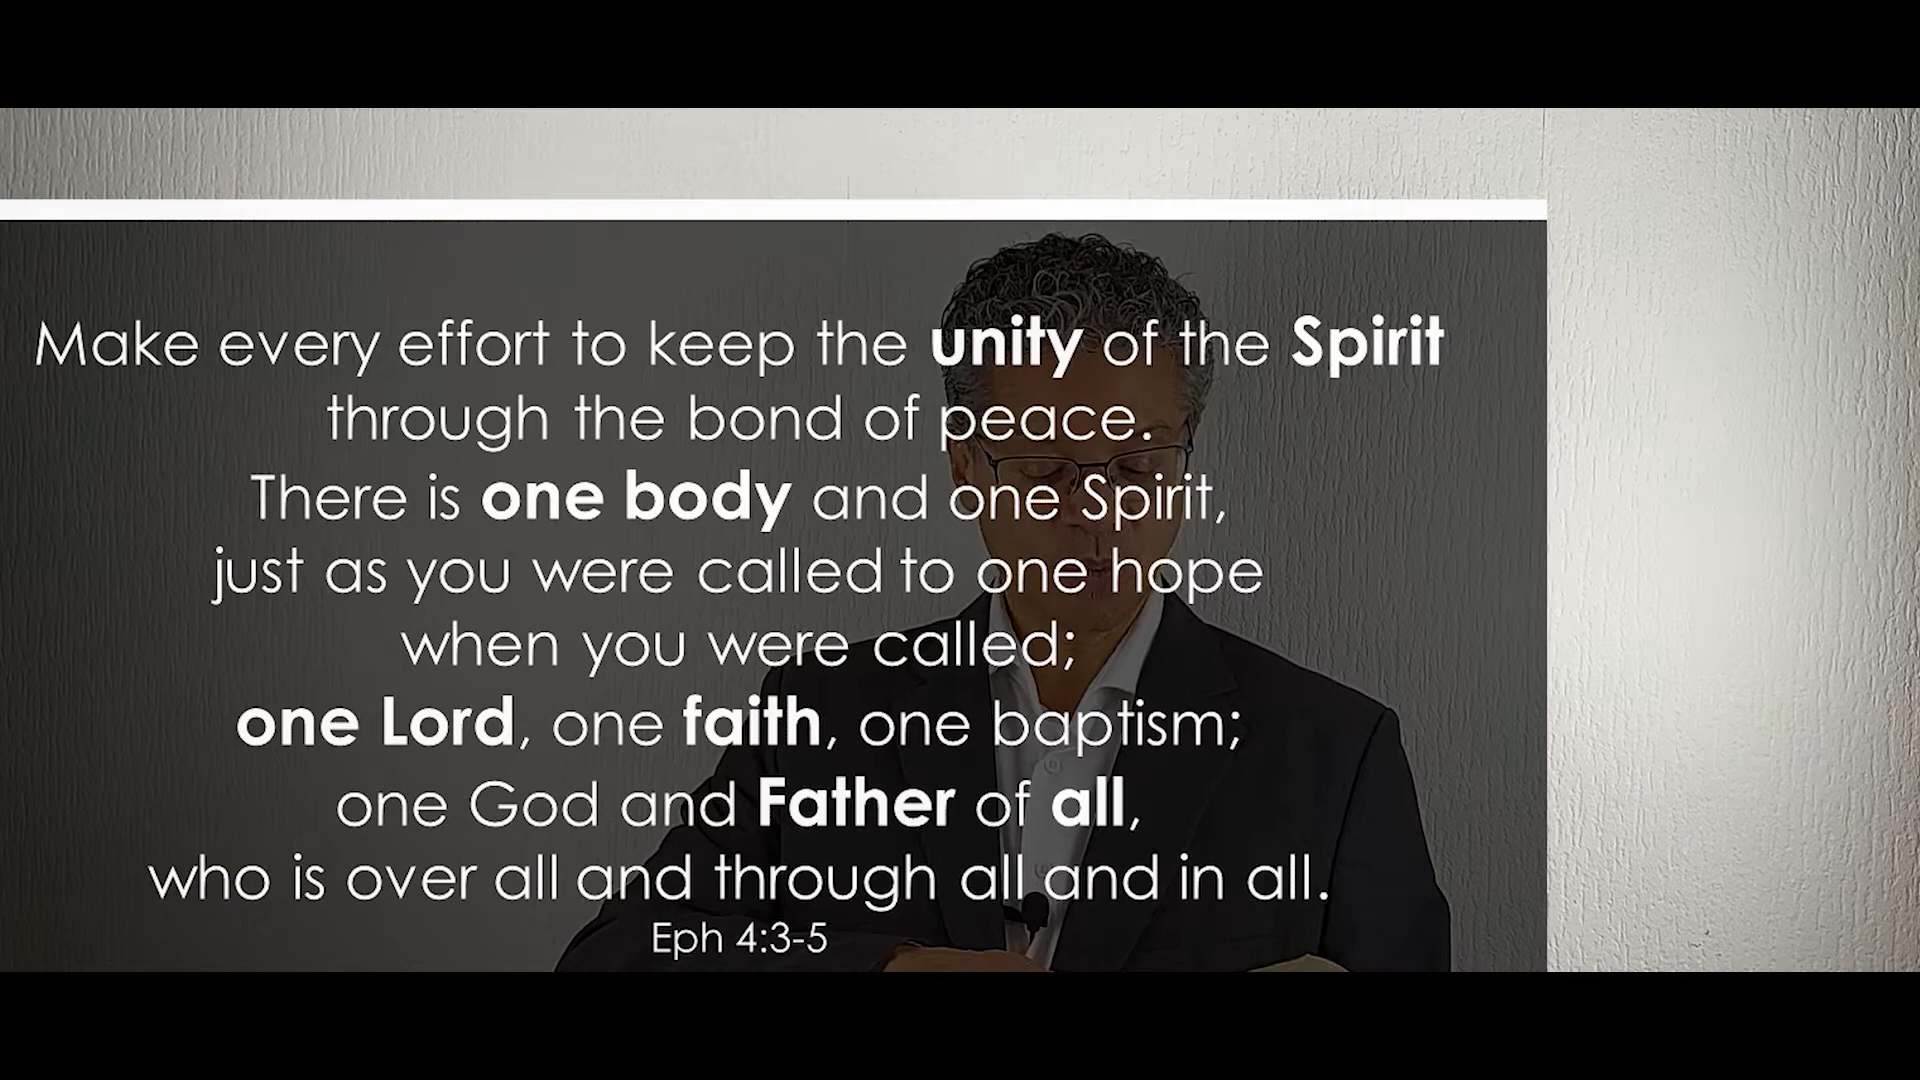 Make every effort to keep the unity of the Spirit
through the bond of peace.
There is one body and one Spirit,
just as you were called to one hope
when you were called;
one Lord, one faith, one baptism;
one God and Father of all,
who is over all and through all and in all.
Eph 4:3-5